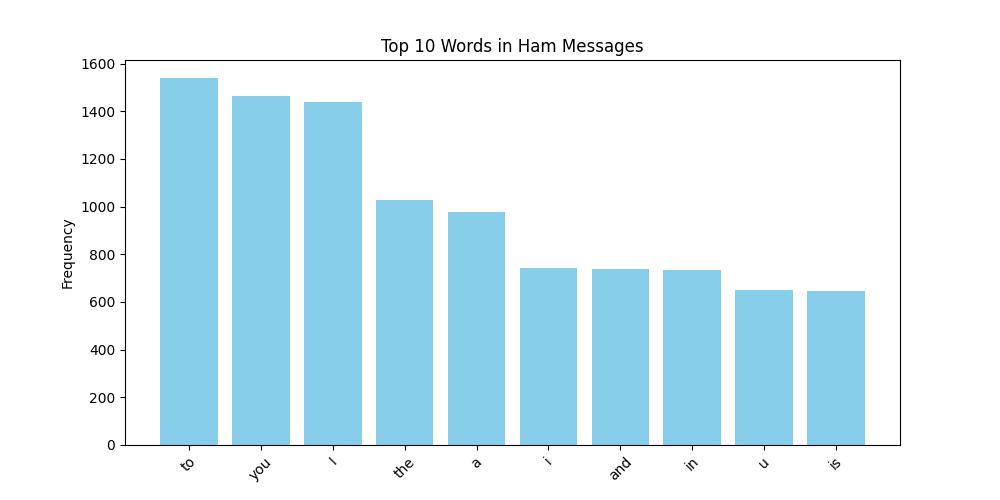 Top 10 Words in Ham Messages
Frequency
1600
1400
1200
1000
800
600
400
200
0
to
you
I
the
a
i
and
in
u
is